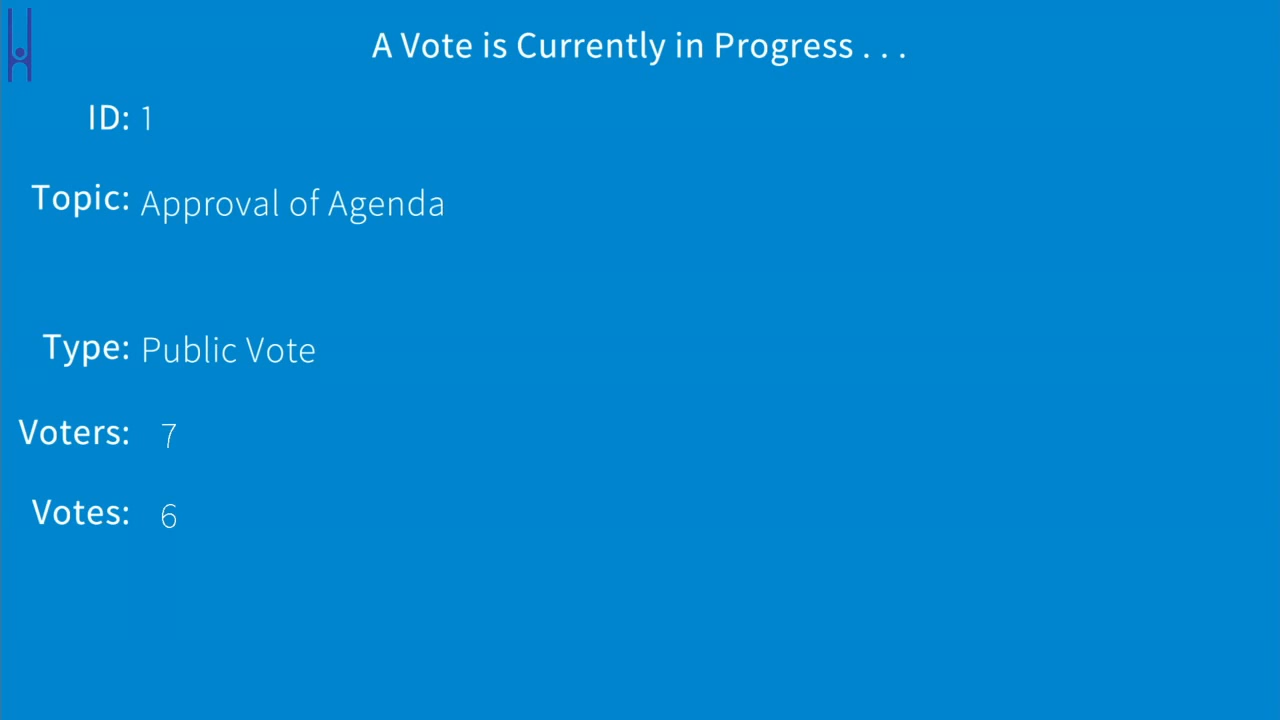 A Vote is Currently in Progress . . .
ID: 1
Topic: Approval of Agenda
Type: Public Vote
Voters: 7
Votes: 6